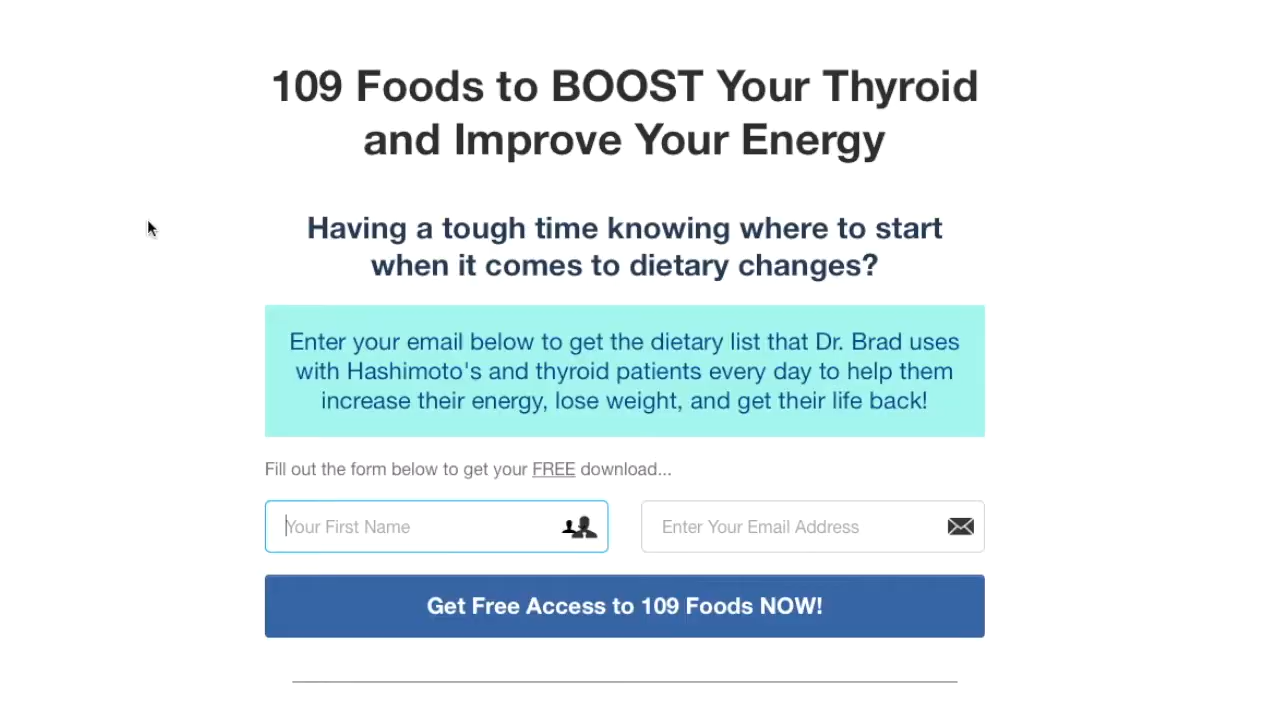 109 Foods to BOOST Your Thyroid
and Improve Your Energy
Having a tough time knowing where to start
when it comes to dietary changes?
Enter your email below to get the dietary list that Dr. Brad uses
with Hashimoto's and thyroid patients every day to help them
increase their energy, lose weight, and get their life back!
Fill out the form below to get your FREE download...
Your First Name
Enter Your Email Address
Get Free Access to 109 Foods NOW!